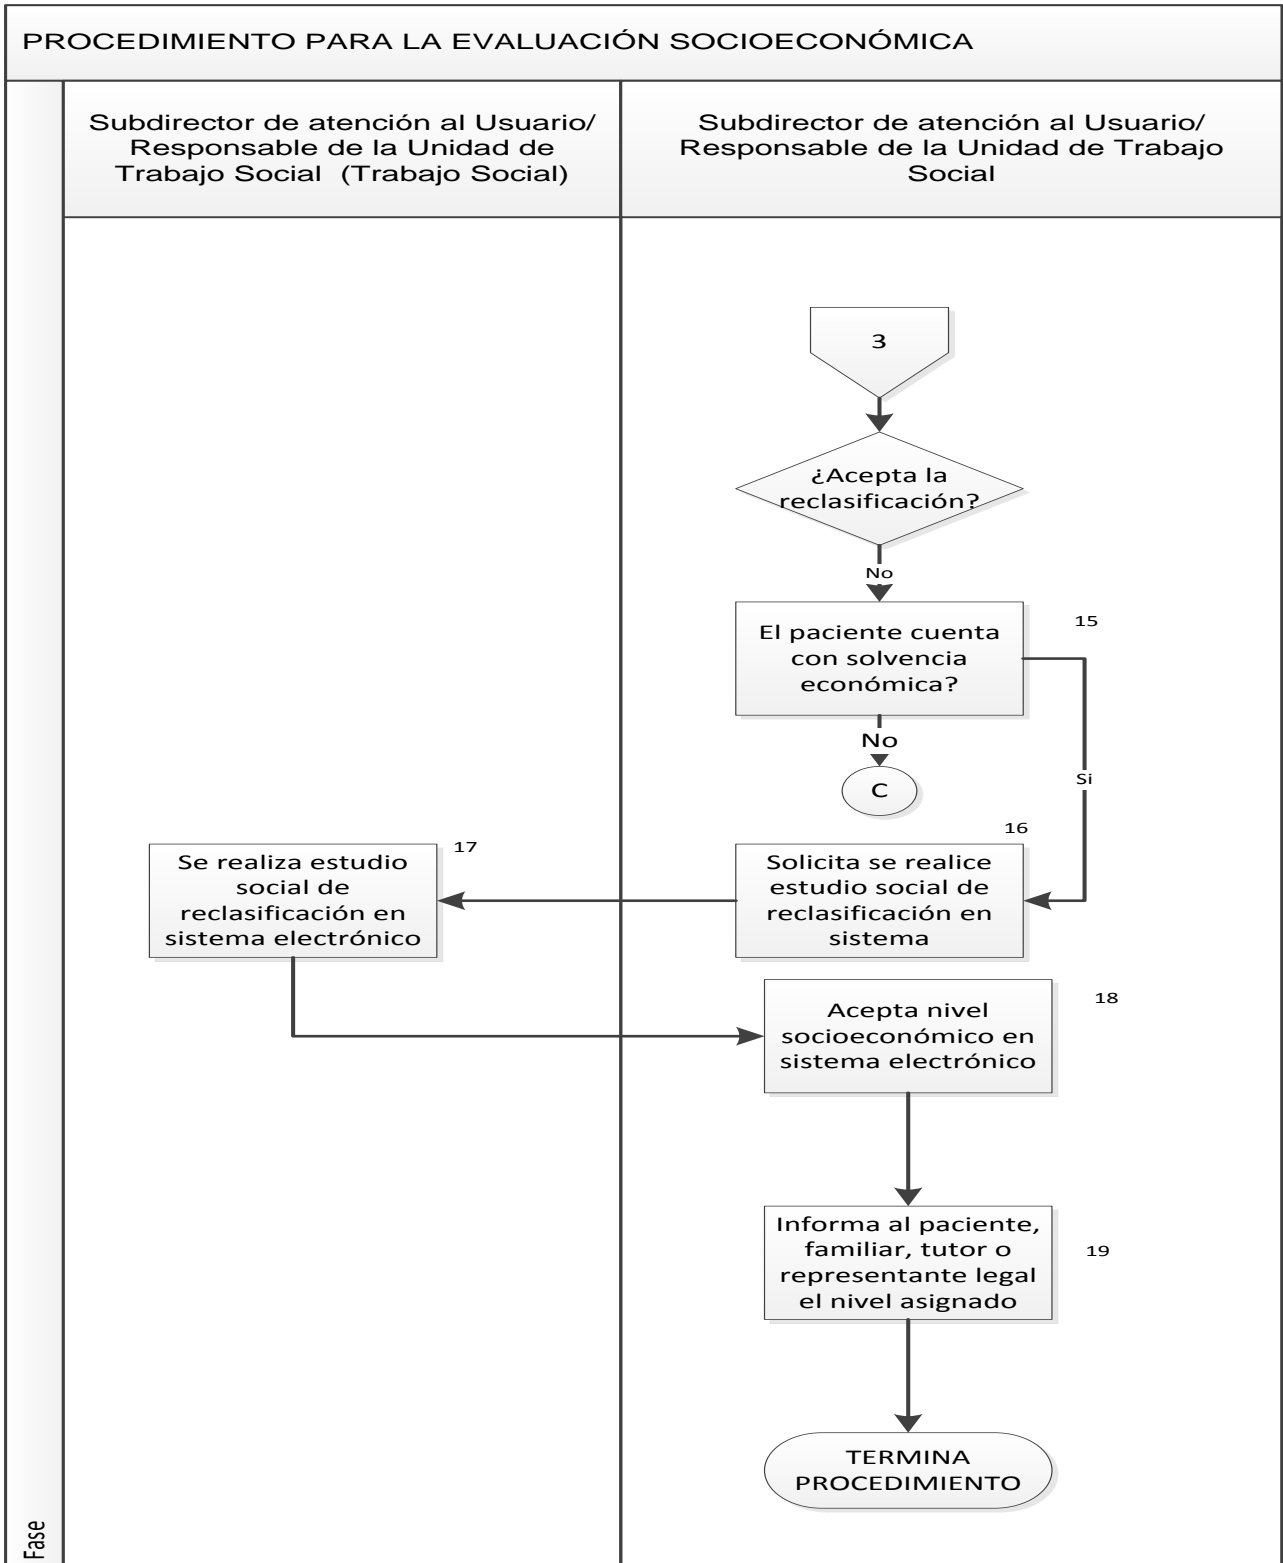 PROCEDIMIENTO PARA LA EVALUACIÓN SOCIOECONÓMICA
Subdirector de atención al Usuario/
Responsable de la Unidad de
Trabajo Social (Trabajo Social)
Subdirector de atención al Usuario/
Responsable de la Unidad de Trabajo
Social
3
¿Acepta la
reclasificación?
No
El paciente cuenta
con solvencia
económica?
15
No
C
Si
16
Solicita se realice
estudio social de
reclasificación en
sistema
17
Se realiza estudio
social de
reclasificación en
sistema electrónico
Acepta nivel
socioeconómico en
sistema electrónico
18
Informa al paciente,
familiar, tutor o
representante legal
el nivel asignado
19
TERMINA
PROCEDIMIENTO
Fase